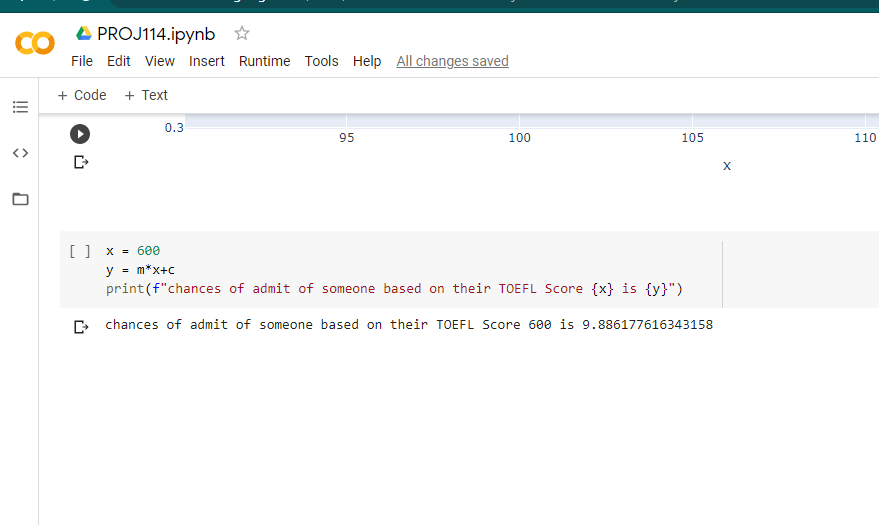 PROJ114.ipynb
File Edit View Insert Runtime Tools Help All changes saved
+ Code + Text
0.3
95 100 105 110
x
[ ] x = 600
y = m*x+c
print(f"chances of admit of someone based on their TOEFL Score {x} is {y}")
chances of admit of someone based on their TOEFL Score 600 is 9.886177616343158